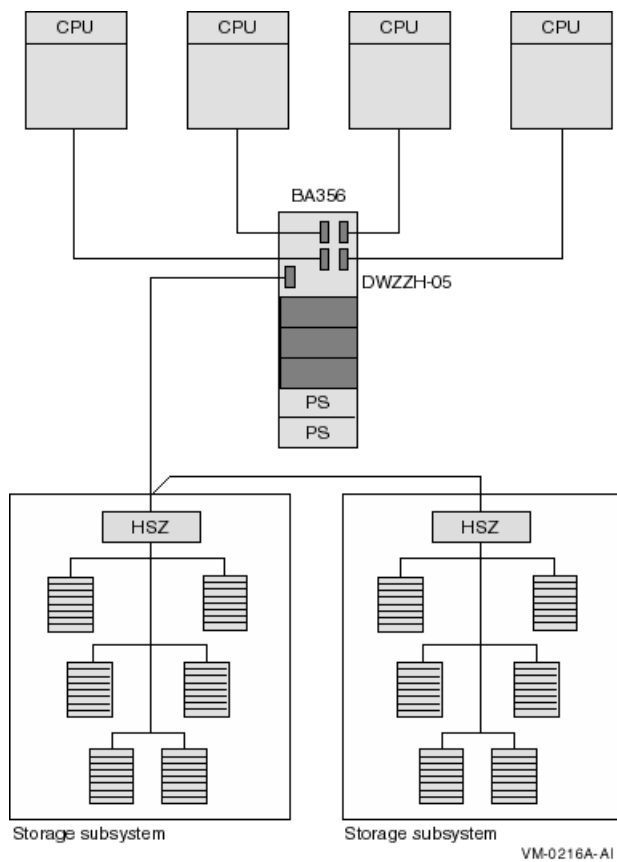 CPU CPU CPU CPU
BA356
DWZZH-05
PS
PS
HSZ HSZ
Storage subsystem Storage subsystem
VM-0216A-AI